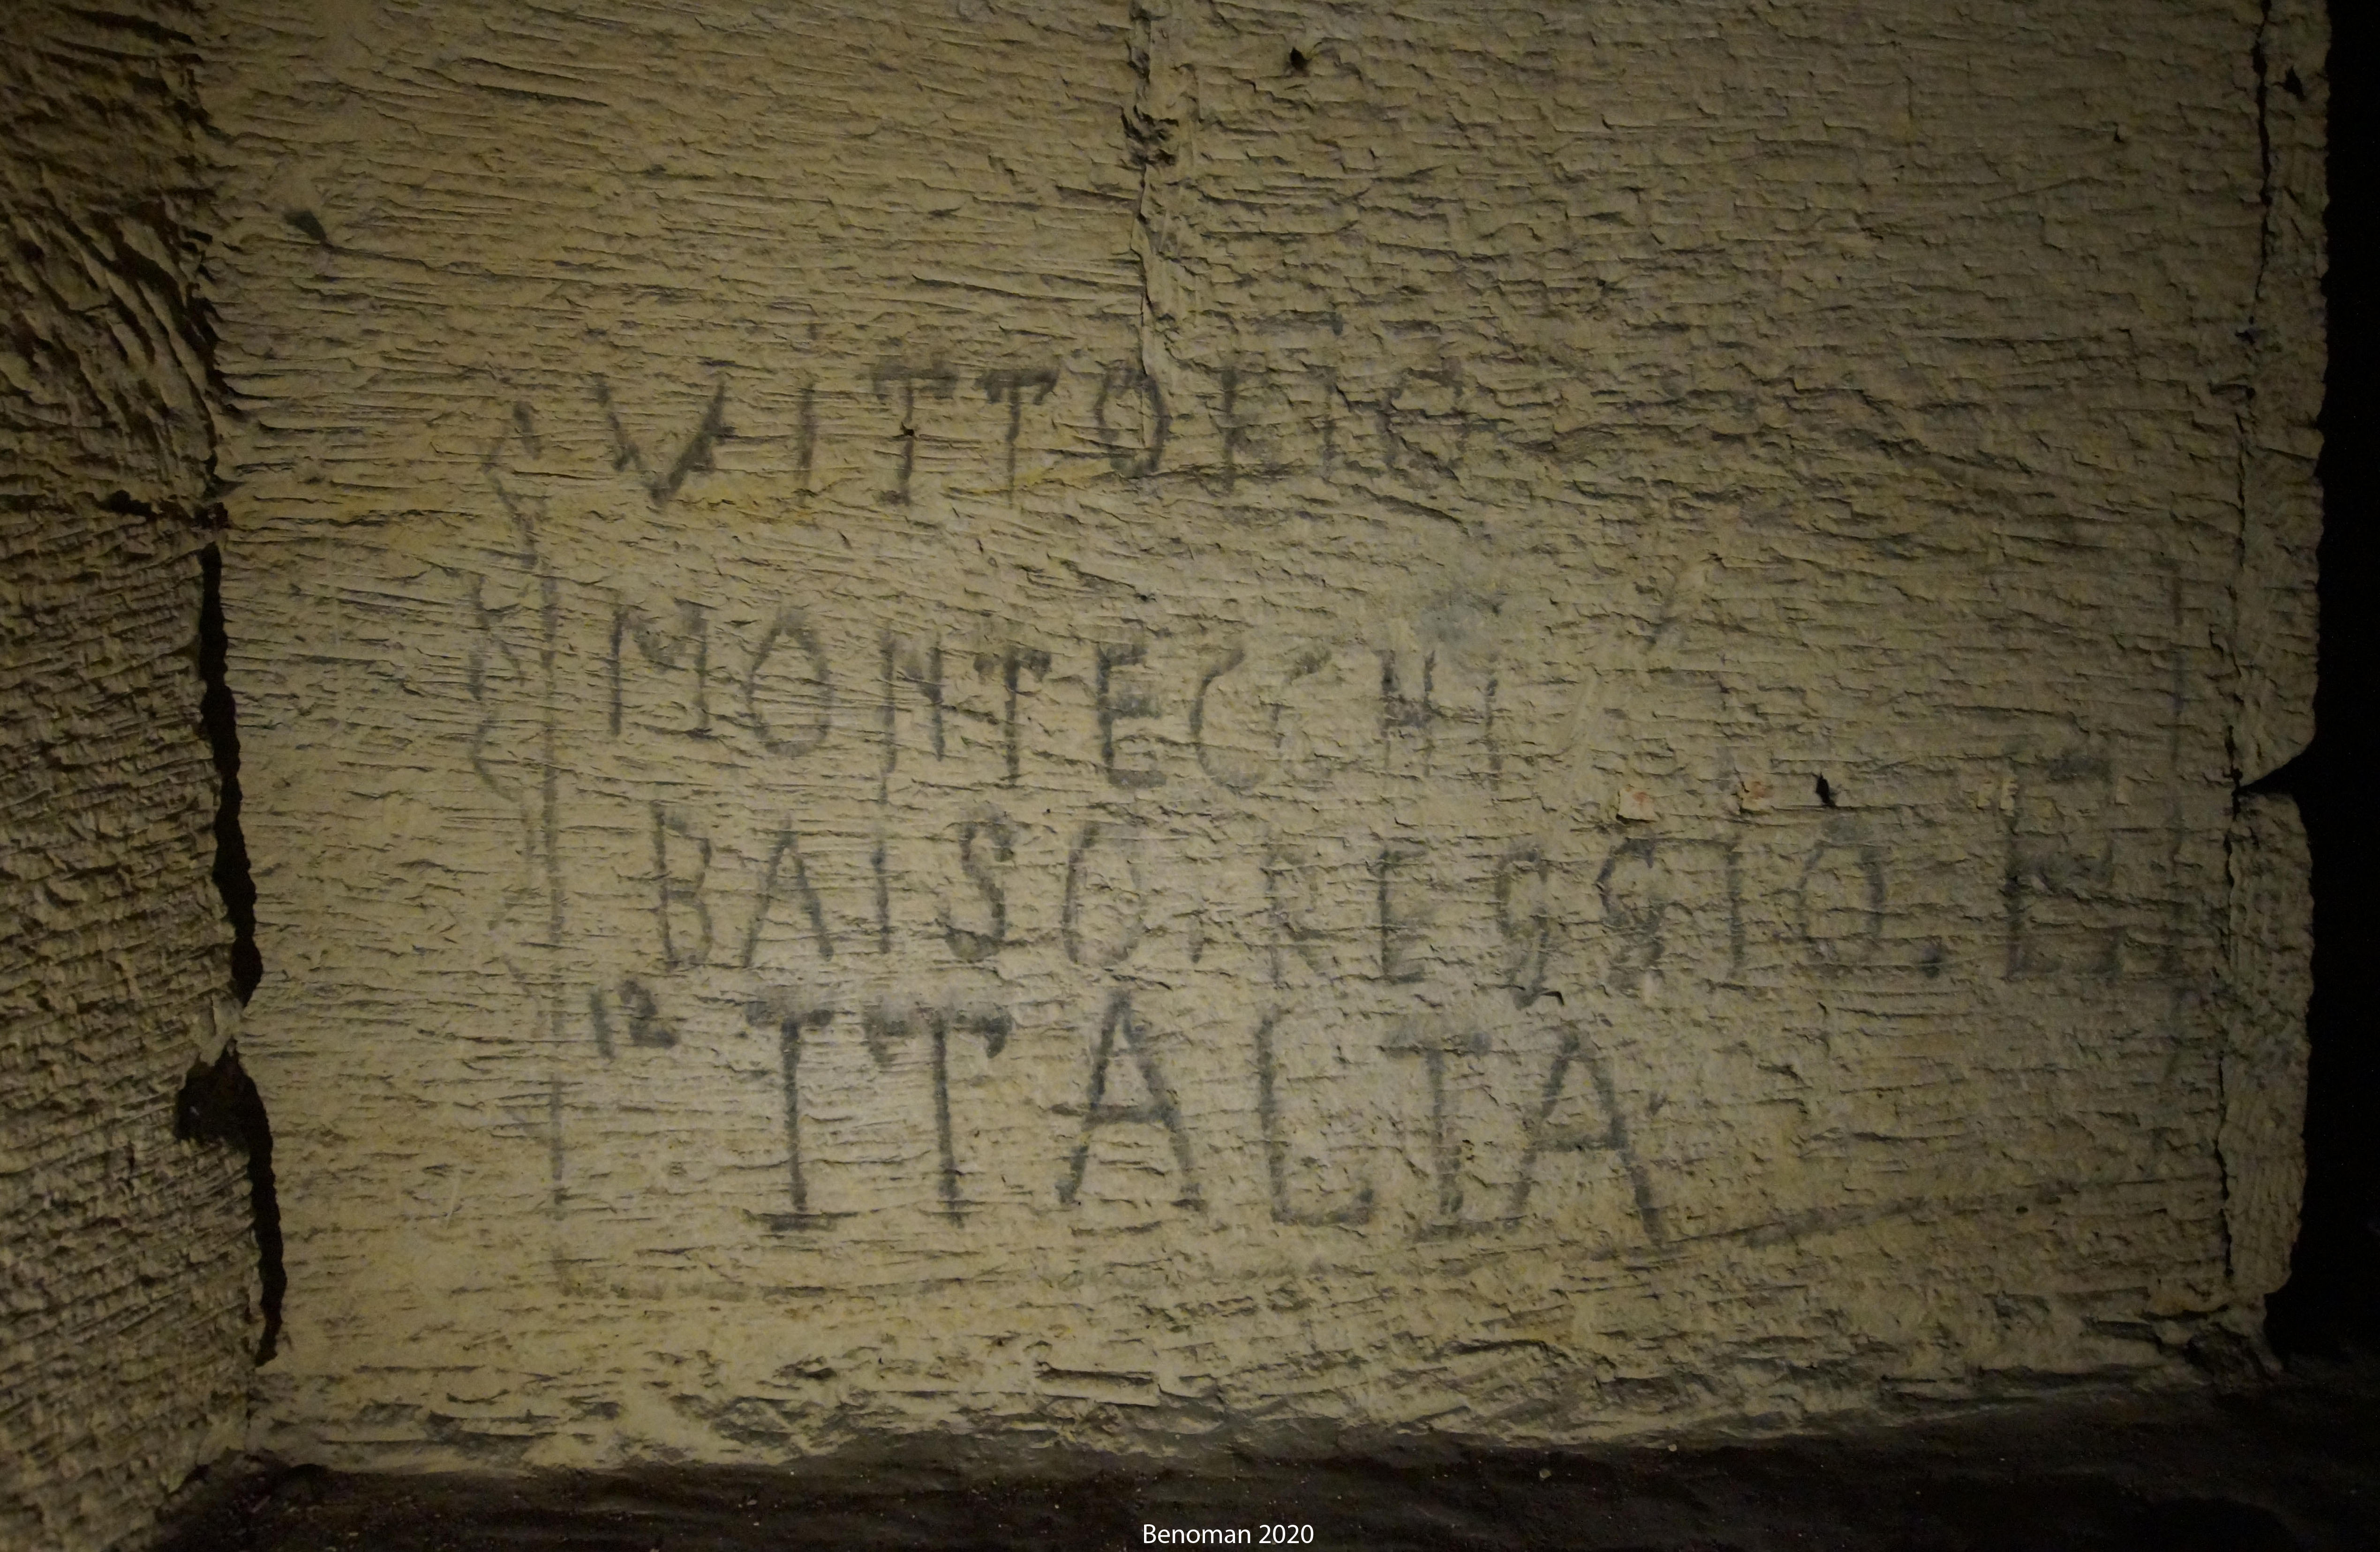 VITTORIO
MONTECCHI
BAISO. REGGIO. E.
12 ITALIA
Benoman 2020